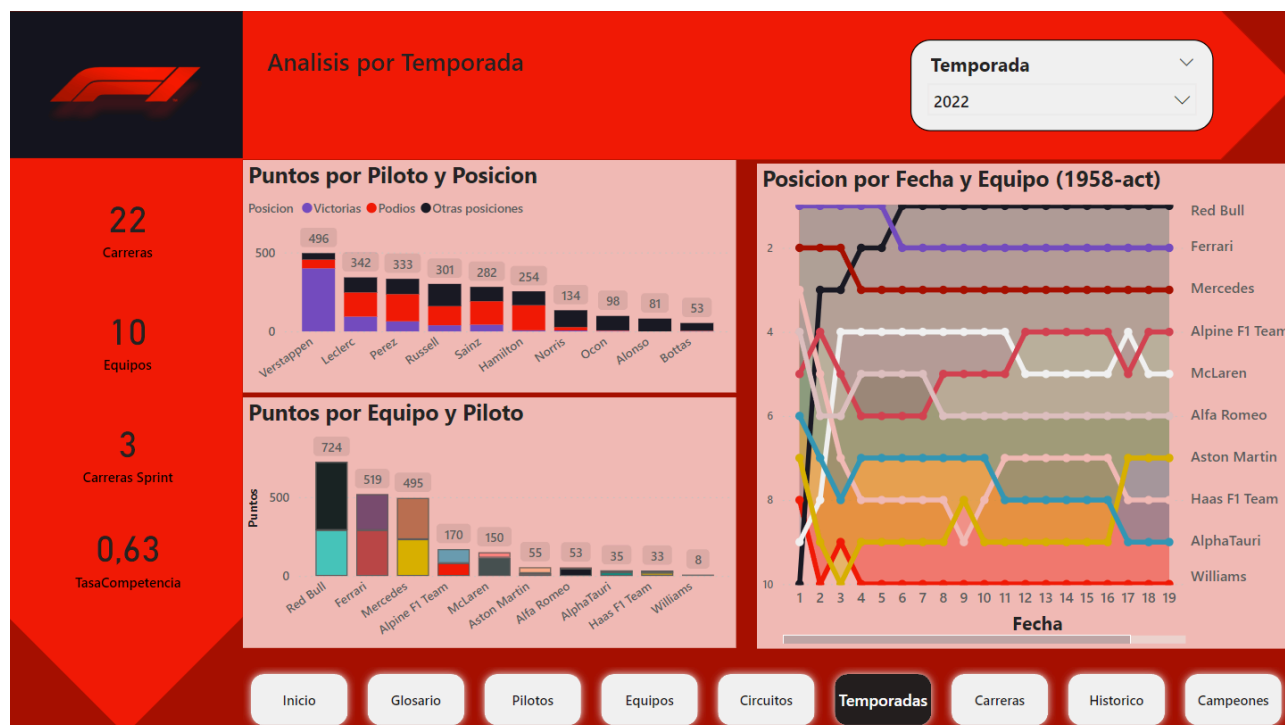 Analisis por Temporada
Temporada
2022
22
Carreras
10
Equipos
3
Carreras Sprint
0,63
TasaCompetencia
Puntos por Piloto y Posicion
Posicion Victorias Podios Otras posiciones
500
0
496
342
333
301
282
254
134
98
81
53
Verstappen
Leclerc
Perez
Russell
Sainz
Hamilton
Norris
Ocon
Alonso
Bottas
Puntos por Equipo y Piloto
Puntos
500
0
724
519
495
170
150
55
53
35
33
8
Red Bull
Ferrari
Mercedes
Alpine F1 Team
McLaren
Aston Martin
Alfa Romeo
AlphaTauri
Haas F1 Team
Williams
Posicion por Fecha y Equipo (1958-act)
2
4
6
8
10
Red Bull
Ferrari
Mercedes
Alpine F1 Team
McLaren
Alfa Romeo
Aston Martin
Haas F1 Team
AlphaTauri
Williams
1 2 3 4 5 6 7 8 9 10 11 12 13 14 15 16 17 18 19
Fecha
Inicio
Glosario
Pilotos
Equipos
Circuitos
Temporadas
Carreras
Historico
Campeones